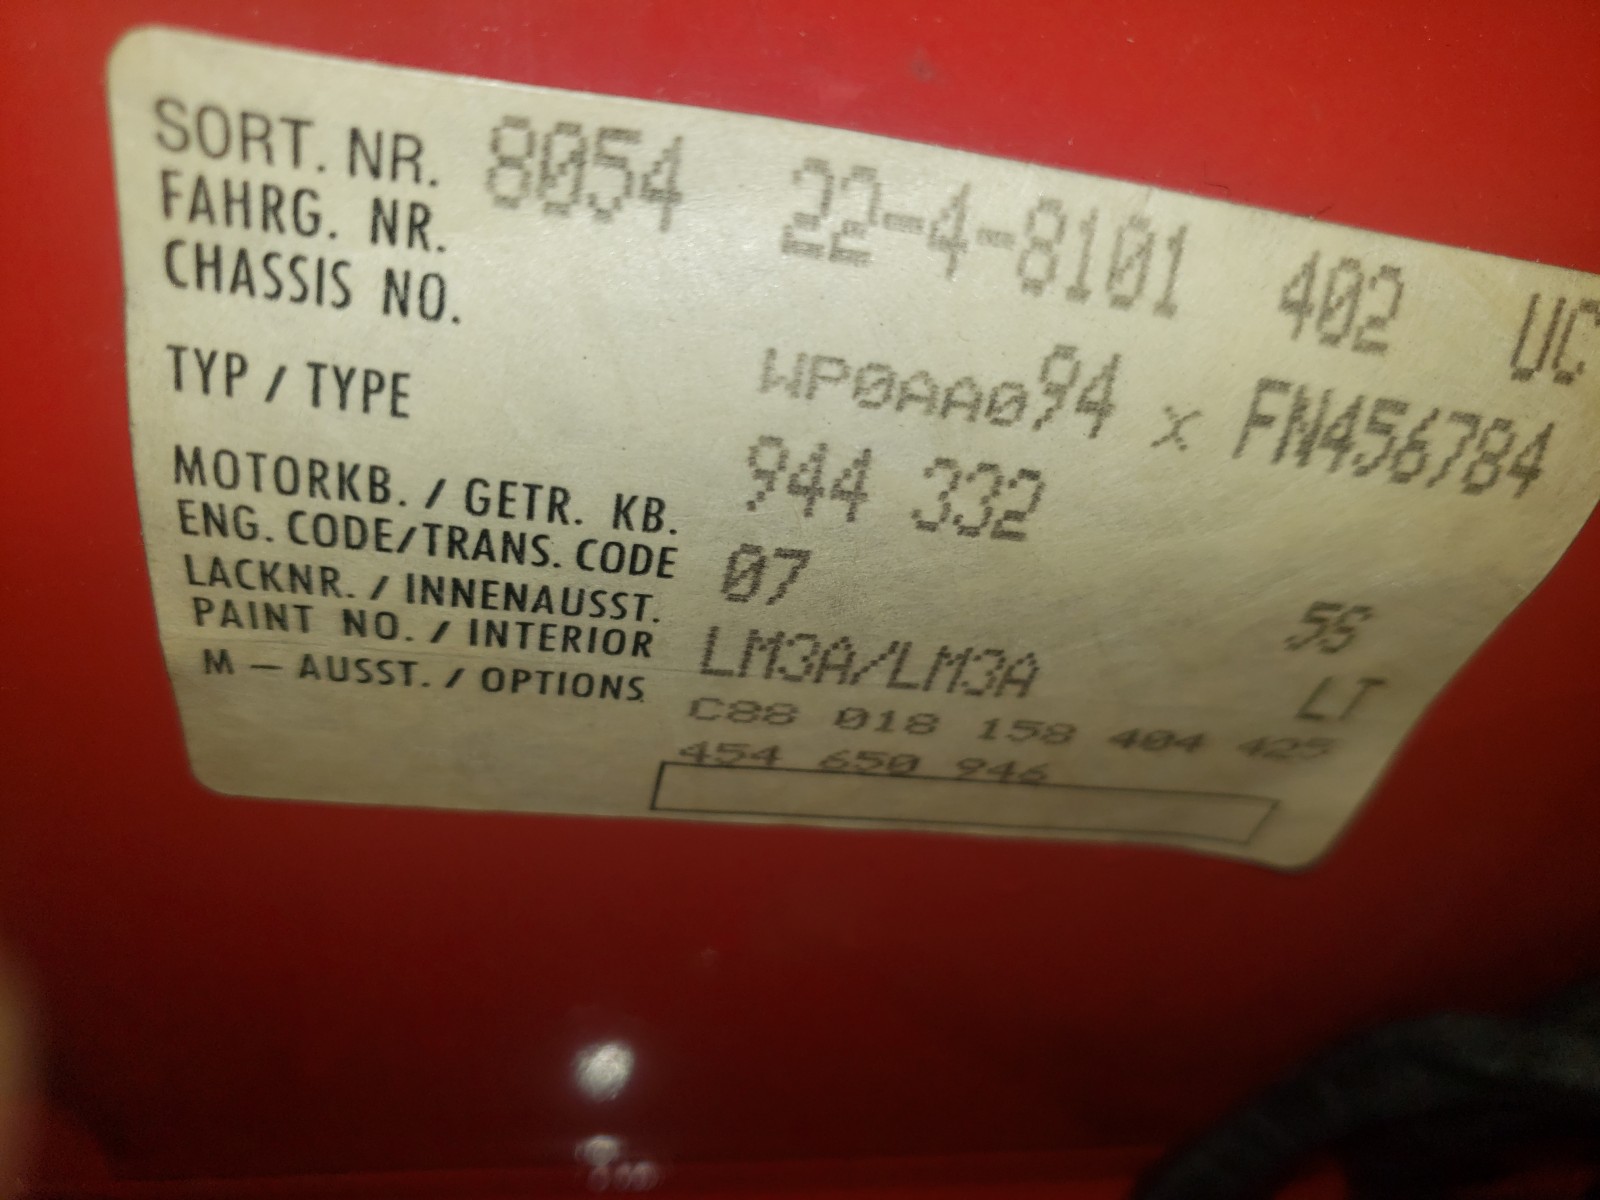 SORT. NR. 8054 22-4-8101 402 UC
FAHRG. NR.
CHASSIS NO. WP0AA094 x FN456784
TYP / TYPE 944 332
MOTORKB. / GETR. KB.
ENG. CODE/TRANS. CODE 07 5S
LACKNR. / INNENAUSST.
PAINT NO. / INTERIOR LM3A/LM3A LT
M – AUSST. / OPTIONS C88 018 158 404 425
454 650 946